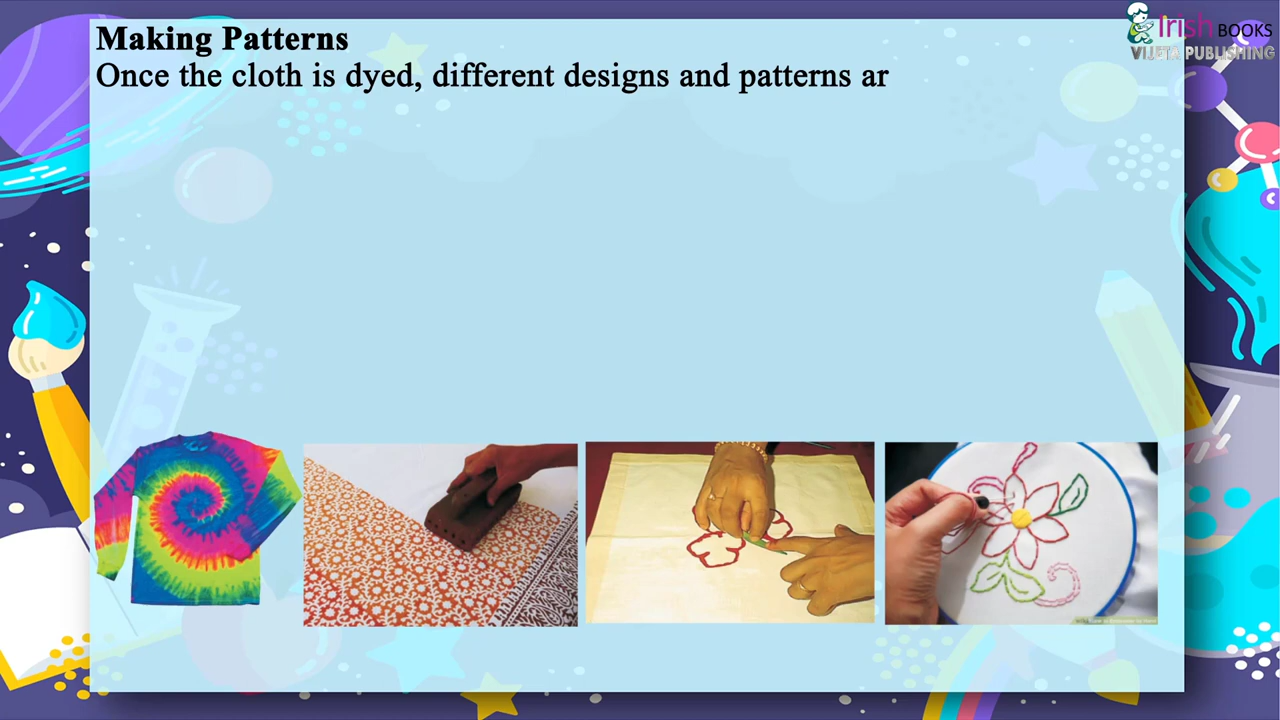 Making Patterns
Once the cloth is dyed, different designs and patterns ar
Irish BOOKS
VIJETA PUBLISHING